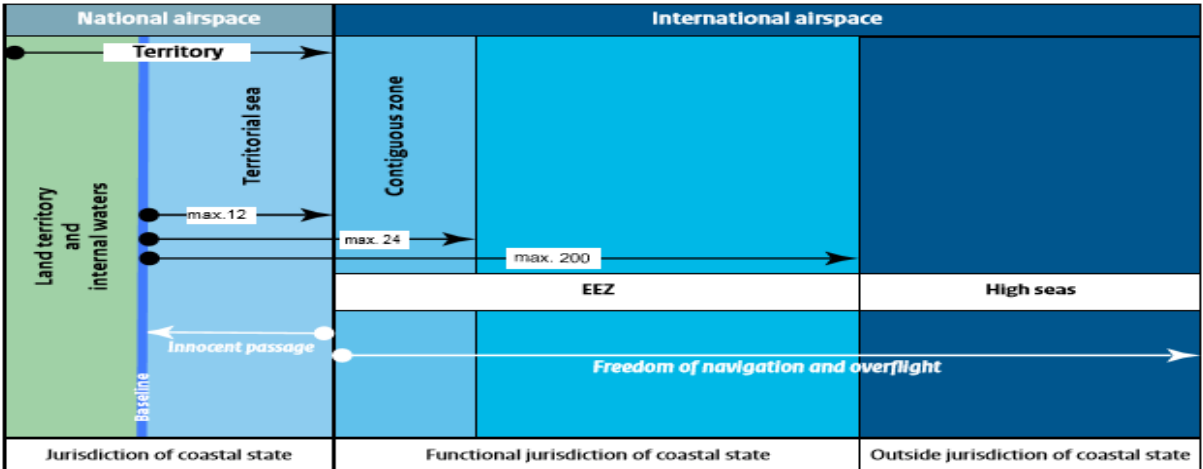 National airspace
International airspace
Territory
Land territory
and
internal waters
Baseline
Territorial sea
Contiguous zone
max.12
max. 24
max. 200
EEZ
High seas
Innocent passage
Freedom of navigation and overflight
Jurisdiction of coastal state
Functional jurisdiction of coastal state
Outside jurisdiction of coastal state